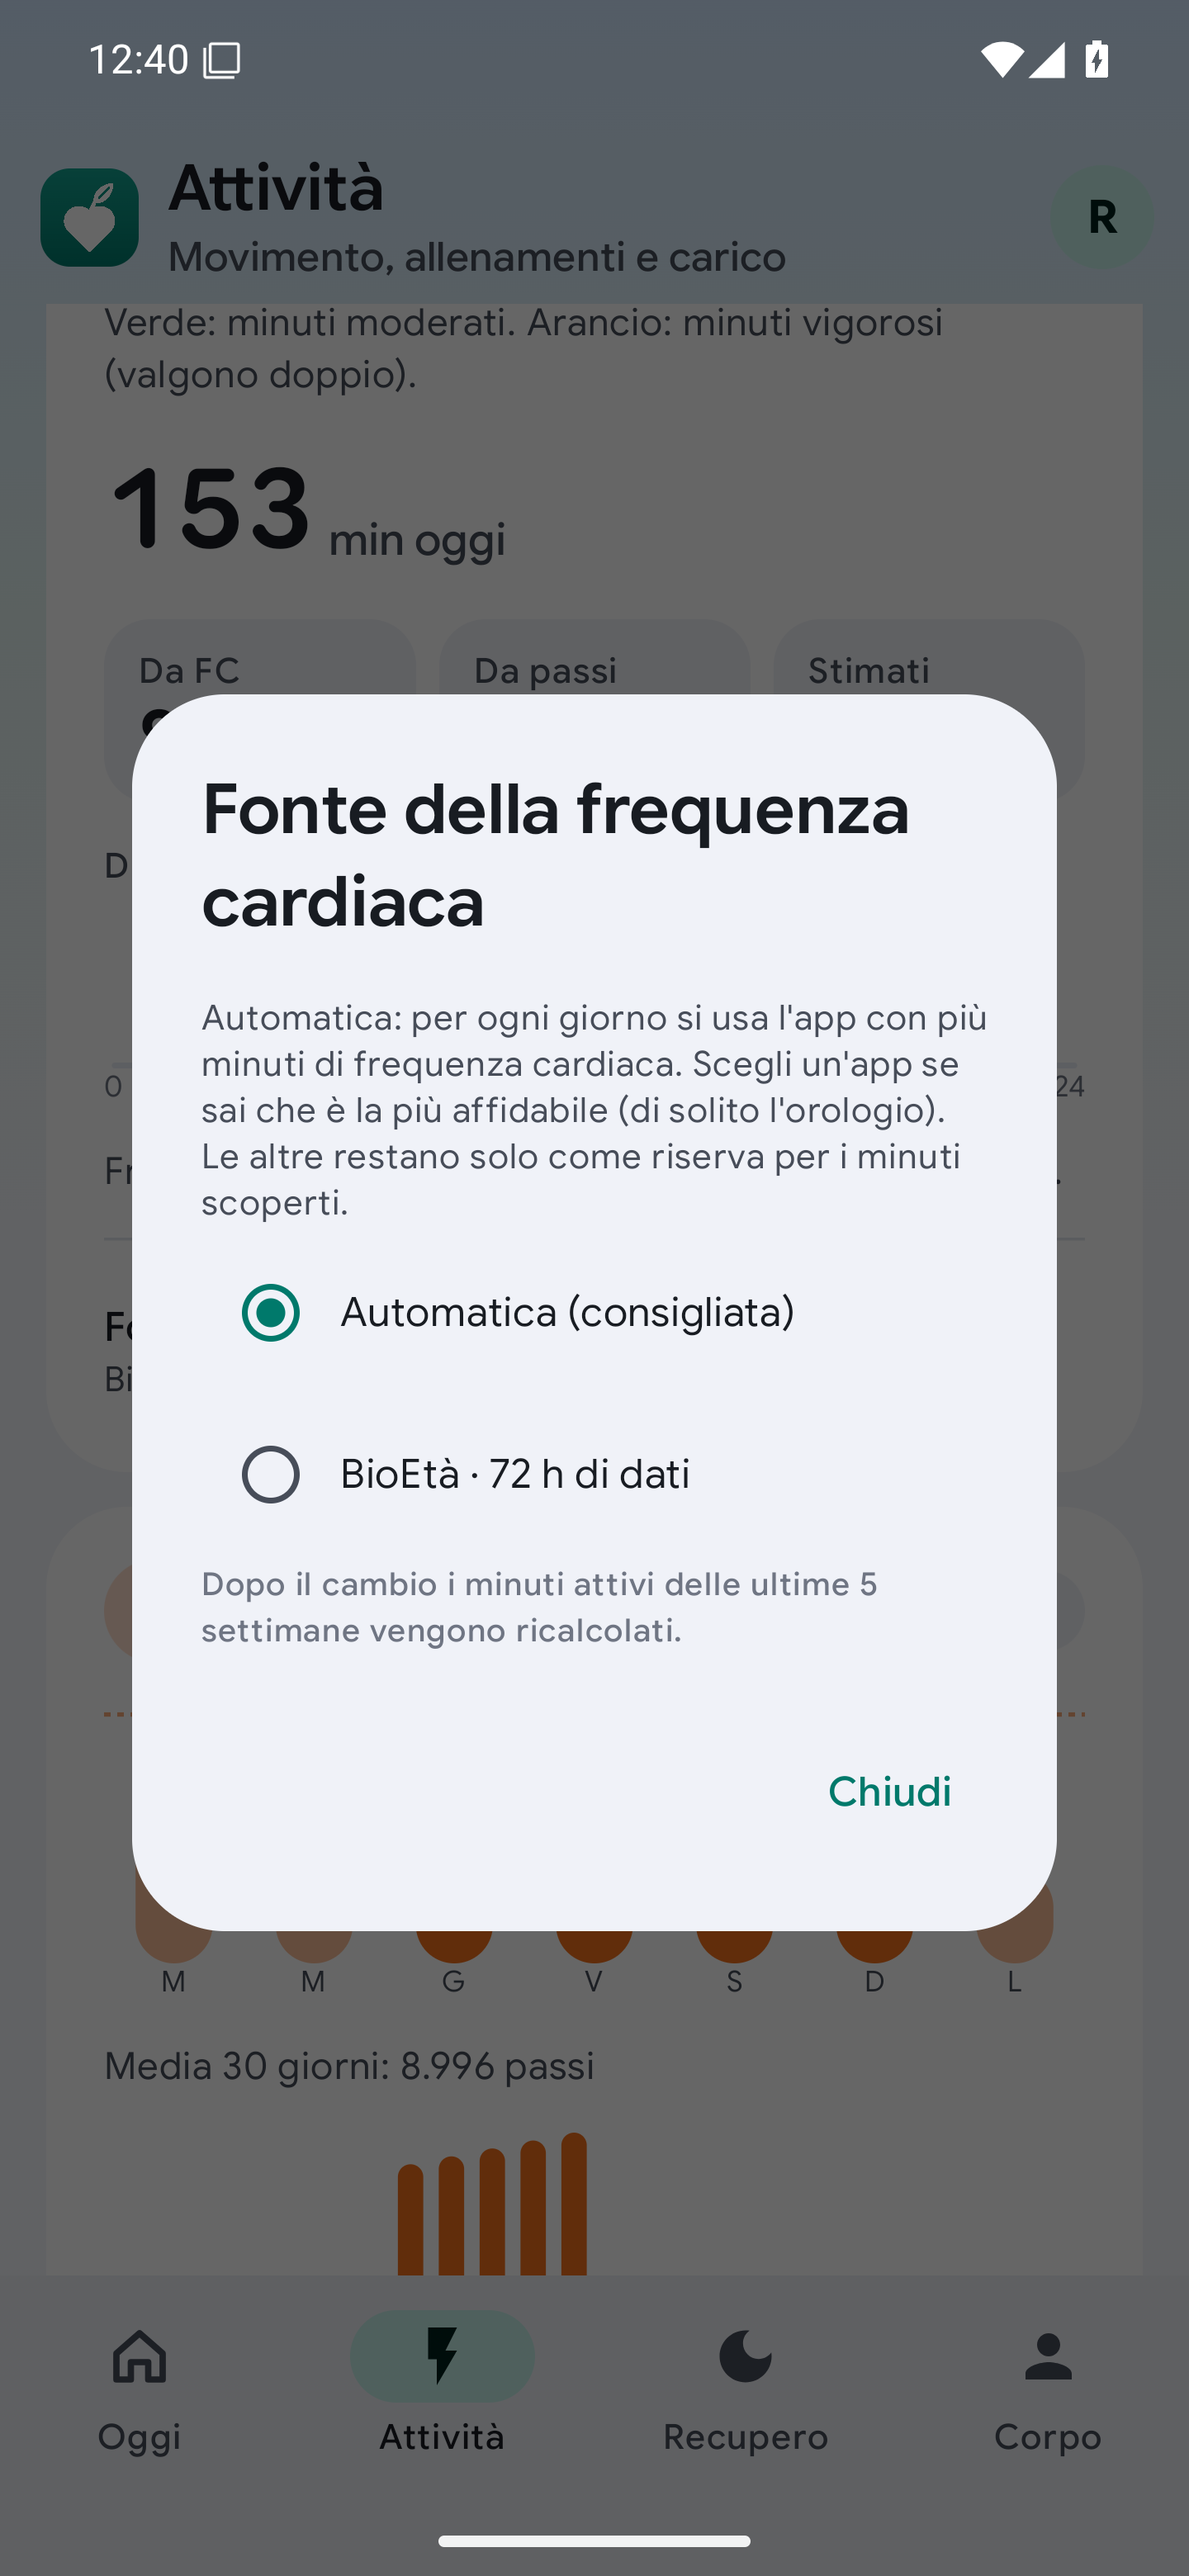 12:40
Attività
Movimento, allenamenti e carico
R
Verde: minuti moderati. Arancio: minuti vigorosi
(valgono doppio).
153 min oggi
Da FC
Da passi
Stimati
Fonte della frequenza
cardiaca
Automatica: per ogni giorno si usa l'app con più
minuti di frequenza cardiaca. Scegli un'app se
sai che è la più affidabile (di solito l'orologio).
Le altre restano solo come riserva per i minuti
scoperti.
0
24
Automatica (consigliata)
BioEtà · 72 h di dati
Dopo il cambio i minuti attivi delle ultime 5
settimane vengono ricalcolati.
Chiudi
M M G V S D L
Media 30 giorni: 8.996 passi
Oggi
Attività
Recupero
Corpo